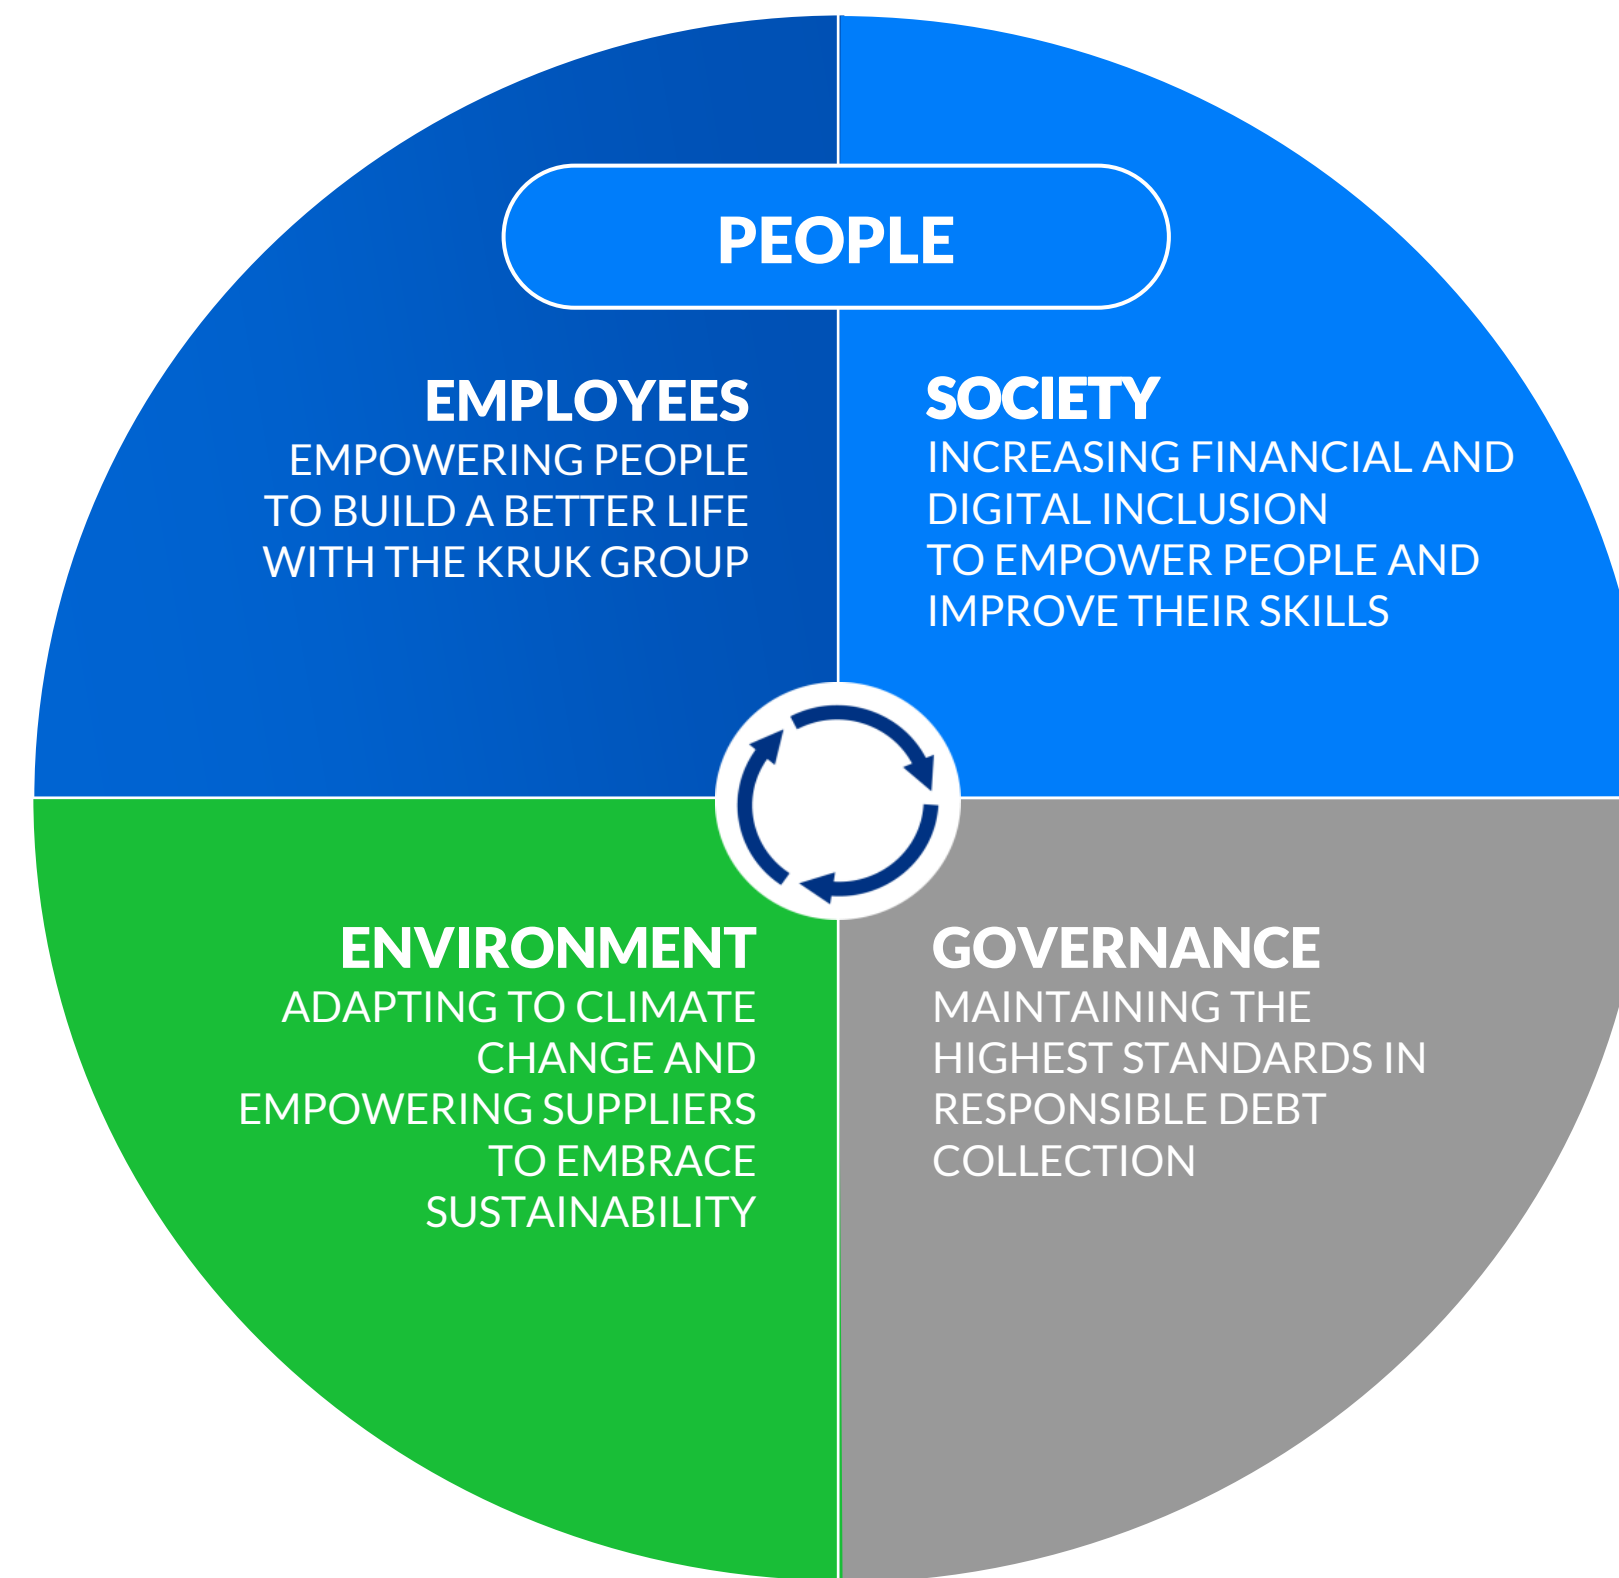 PEOPLE
EMPLOYEES
EMPOWERING PEOPLE
TO BUILD A BETTER LIFE
WITH THE KRUK GROUP
SOCIETY
INCREASING FINANCIAL AND
DIGITAL INCLUSION
TO EMPOWER PEOPLE AND
IMPROVE THEIR SKILLS
ENVIRONMENT
ADAPTING TO CLIMATE
CHANGE AND
EMPOWERING SUPPLIERS
TO EMBRACE
SUSTAINABILITY
GOVERNANCE
MAINTAINING THE
HIGHEST STANDARDS IN
RESPONSIBLE DEBT
COLLECTION